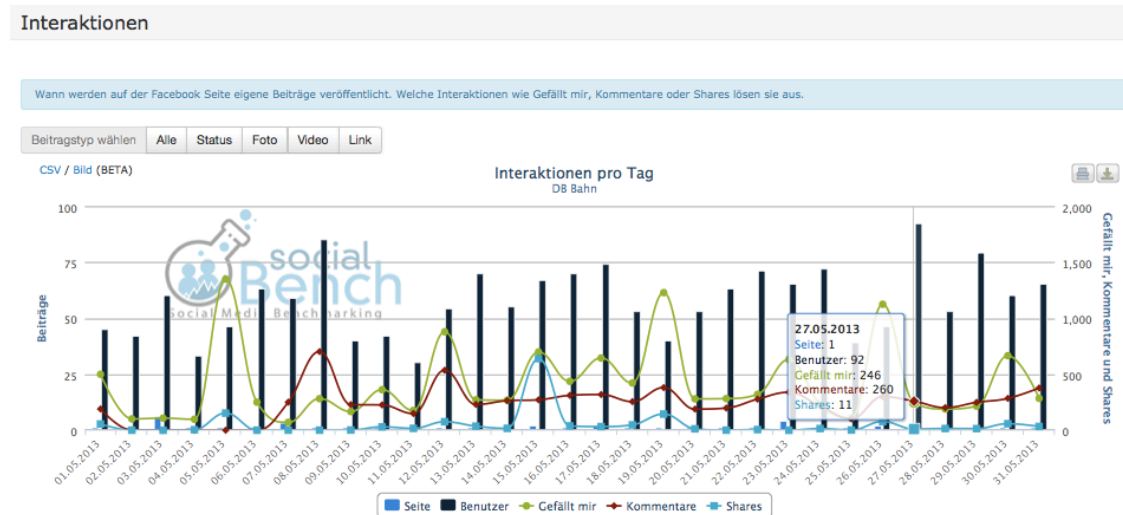 Interaktionen
Wann werden auf der Facebook Seite eigene Beiträge veröffentlicht. Welche Interaktionen wie Gefällt mir, Kommentare oder Shares lösen sie aus.
Beitragstyp wählen Alle Status Foto Video Link
CSV / Bild (BETA)
Interaktionen pro Tag
DB Bahn
100
75
50
25
0
Beiträge
social
Bench
Social Media Benchmarking
2,000
1,500
1,000
500
0
Gefällt mir, Kommentare und Shares
27.05.2013
Seite: 1
Benutzer: 92
Gefällt mir: 246
Kommentare: 260
Shares: 11
01.05.2013
02.05.2013
03.05.2013
04.05.2013
05.05.2013
06.05.2013
07.05.2013
08.05.2013
09.05.2013
10.05.2013
11.05.2013
12.05.2013
13.05.2013
14.05.2013
15.05.2013
16.05.2013
17.05.2013
18.05.2013
19.05.2013
20.05.2013
21.05.2013
22.05.2013
23.05.2013
24.05.2013
25.05.2013
26.05.2013
27.05.2013
28.05.2013
29.05.2013
30.05.2013
31.05.2013
Seite Benutzer Gefällt mir Kommentare Shares